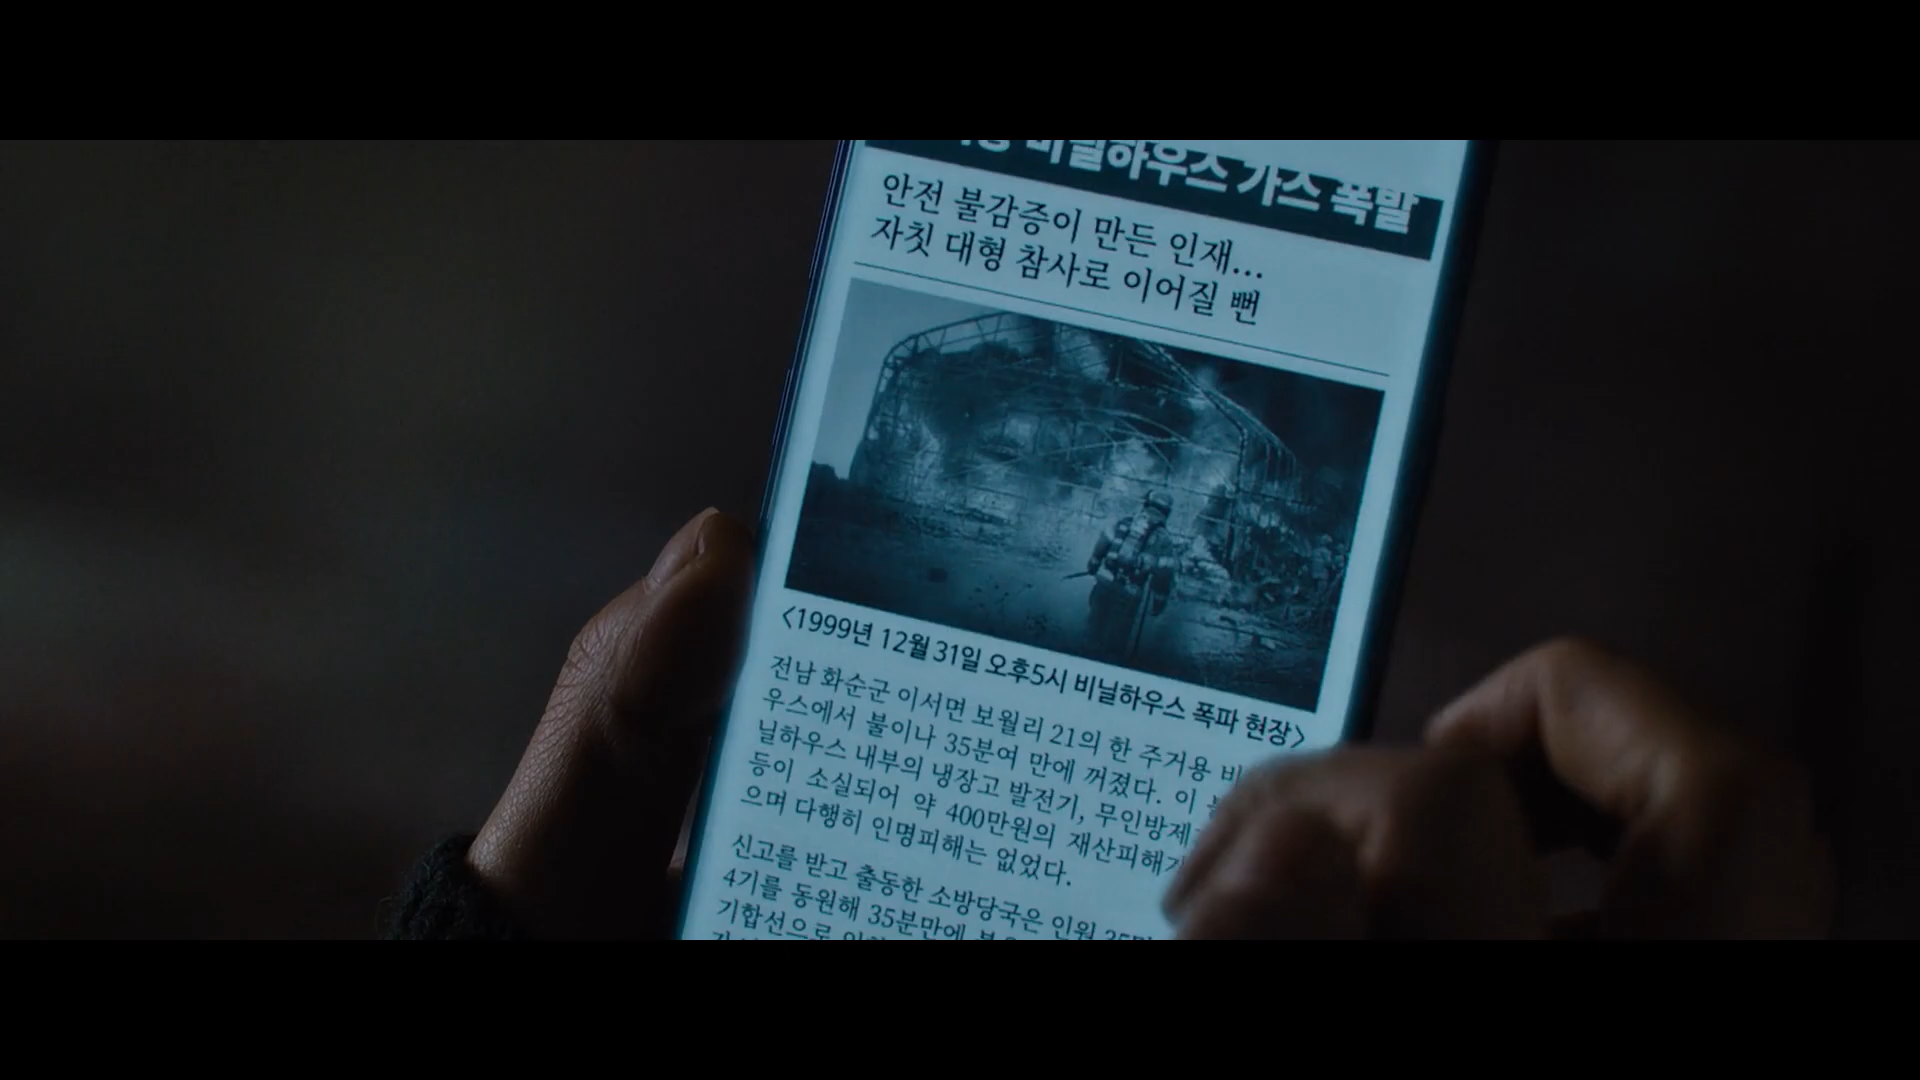 비닐하우스 가스 폭발
안전 불감증이 만든 인재...
자칫 대형 참사로 이어질 뻔
<1999년 12월 31일 오후5시 비닐하우스 폭파 현장>
전남 화순군 이서면 보월리 21의 한 주거용 비
우스에서 불이나 35분여 만에 꺼졌다. 이
닐하우스 내부의 냉장고 발전기, 무인방제
등이 소실되어 약 400만원의 재산피해가
으며 다행히 인명피해는 없었다.
신고를 받고 출동한 소방당국은 인원
4기를 동원해 35분만에
기합선으로